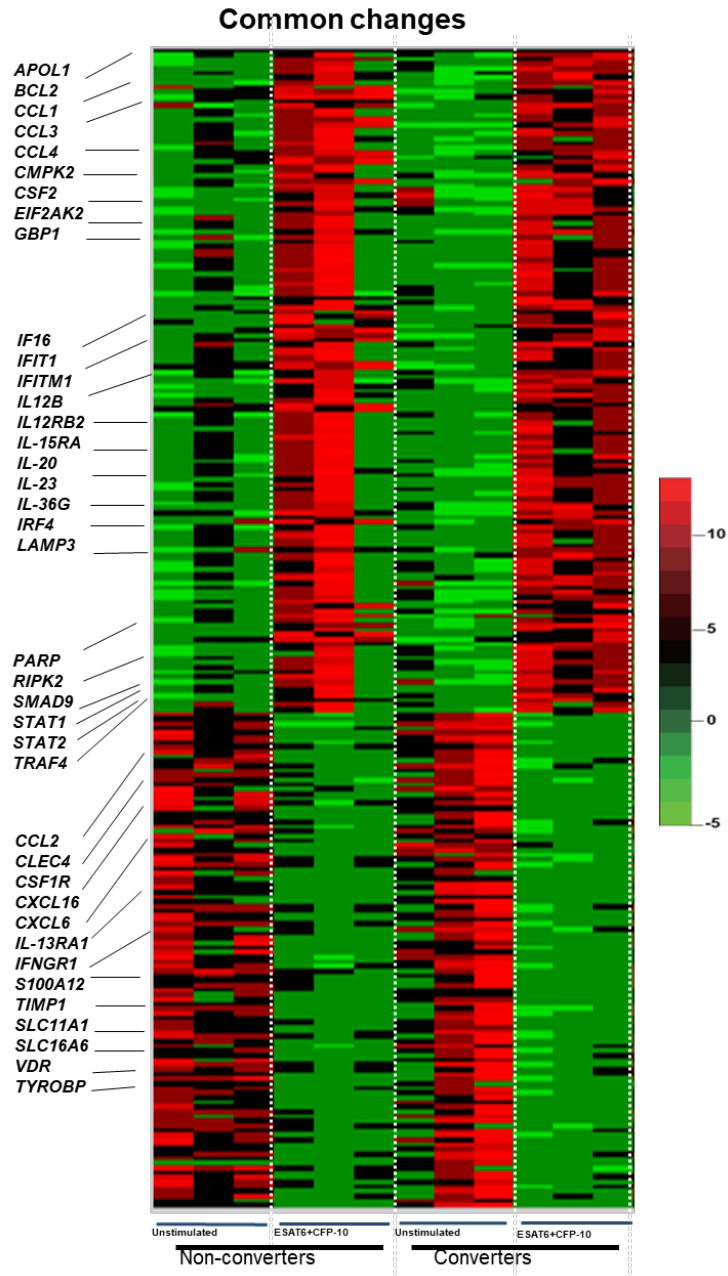 Common changes
APOL1
BCL2
CCL1
CCL3
CCL4
CMPK2
CSF2
EIF2AK2
GBP1
IF16
IFIT1
IFITM1
IL12B
IL12RB2
IL-15RA
IL-20
IL-23
IL-36G
IRF4
LAMP3
PARP
RIPK2
SMAD9
STAT1
STAT2
TRAF4
CCL2
CLEC4
CSF1R
CXCL16
CXCL6
IL-13RA1
IFNGR1
S100A12
TIMP1
SLC11A1
SLC16A6
VDR
TYROBP
10
5
0
-5
Unstimulated ESAT6+CFP-10 Unstimulated ESAT6+CFP-10
Non-converters Converters